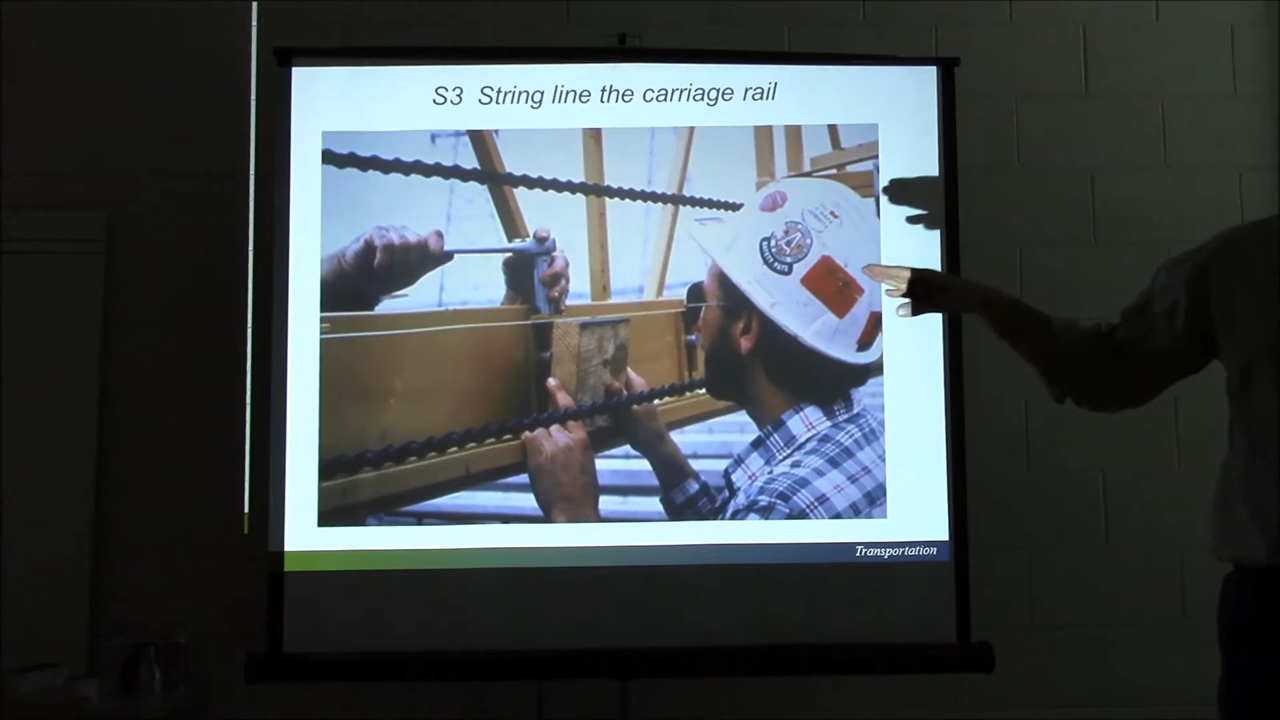 S3 String line the carriage rail
A
Transportation